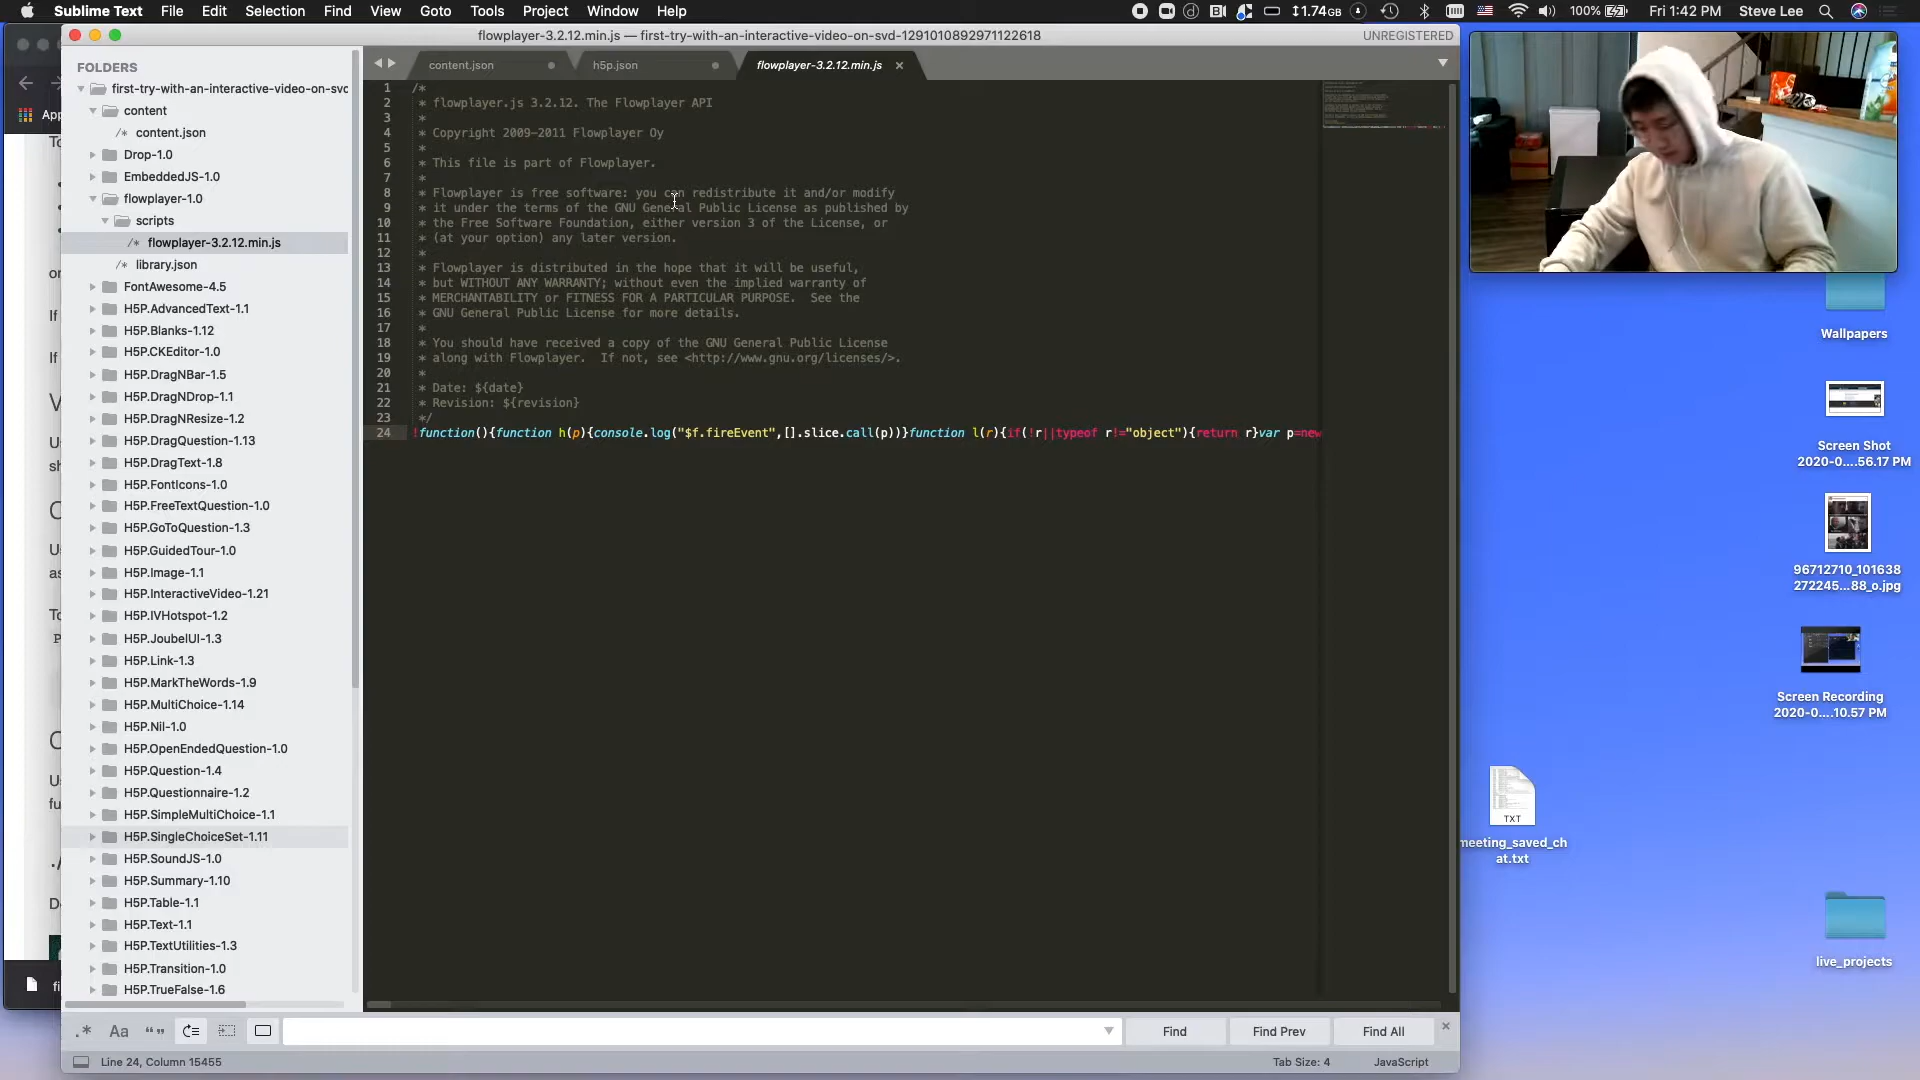 Sublime Text File Edit Selection Find View Goto Tools Project Window Help
1.74GB 100% Fri 1:42 PM Steve Lee
flowplayer-3.2.12.min.js — first-try-with-an-interactive-video-on-svd-1291010892971122618
UNREGISTERED
FOLDERS
first-try-with-an-interactive-video-on-svd
content
/* content.json
Drop-1.0
EmbeddedJS-1.0
flowplayer-1.0
scripts
/* flowplayer-3.2.12.min.js
/* library.json
FontAwesome-4.5
H5P.AdvancedText-1.1
H5P.Blanks-1.12
H5P.CKEditor-1.0
H5P.DragNBar-1.5
H5P.DragNDrop-1.1
H5P.DragNResize-1.2
H5P.DragQuestion-1.13
H5P.DragText-1.8
H5P.FontIcons-1.0
H5P.FreeTextQuestion-1.0
H5P.GoToQuestion-1.3
H5P.GuidedTour-1.0
H5P.Image-1.1
H5P.InteractiveVideo-1.21
H5P.IVHotspot-1.2
H5P.JoubelUI-1.3
H5P.Link-1.3
H5P.MarkTheWords-1.9
H5P.MultiChoice-1.14
H5P.Nil-1.0
H5P.OpenEndedQuestion-1.0
H5P.Question-1.4
H5P.Questionnaire-1.2
H5P.SimpleMultiChoice-1.1
H5P.SingleChoiceSet-1.11
H5P.SoundJS-1.0
H5P.Summary-1.10
H5P.Table-1.1
H5P.Text-1.1
H5P.TextUtilities-1.3
H5P.Transition-1.0
H5P.TrueFalse-1.6
content.json
h5p.json
flowplayer-3.2.12.min.js
1 /*
2 * flowplayer.js 3.2.12. The Flowplayer API
3 *
4 * Copyright 2009-2011 Flowplayer Oy
5 *
6 * This file is part of Flowplayer.
7 *
8 * Flowplayer is free software: you can redistribute it and/or modify
9 * it under the terms of the GNU General Public License as published by
10 * the Free Software Foundation, either version 3 of the License, or
11 * (at your option) any later version.
12 *
13 * Flowplayer is distributed in the hope that it will be useful,
14 * but WITHOUT ANY WARRANTY; without even the implied warranty of
15 * MERCHANTABILITY or FITNESS FOR A PARTICULAR PURPOSE.  See the
16 * GNU General Public License for more details.
17 *
18 * You should have received a copy of the GNU General Public License
19 * along with Flowplayer.  If not, see <http://www.gnu.org/licenses/>.
20 *
21 * Date: ${date}
22 * Revision: ${revision}
23 */
24 !function(){function h(p){console.log("$f.fireEvent",[].slice.call(p))}function l(r){if(!r||typeof r!="object"){return r}var p=new
.* Aa “”
Find
Find Prev
Find All
Line 24, Column 15455
Tab Size: 4
JavaScript
Wallpapers
Screen Shot
2020-0....56.17 PM
96712710_101638
272245...88_o.jpg
Screen Recording
2020-0....10.57 PM
TXT
meeting_saved_ch
at.txt
live_projects